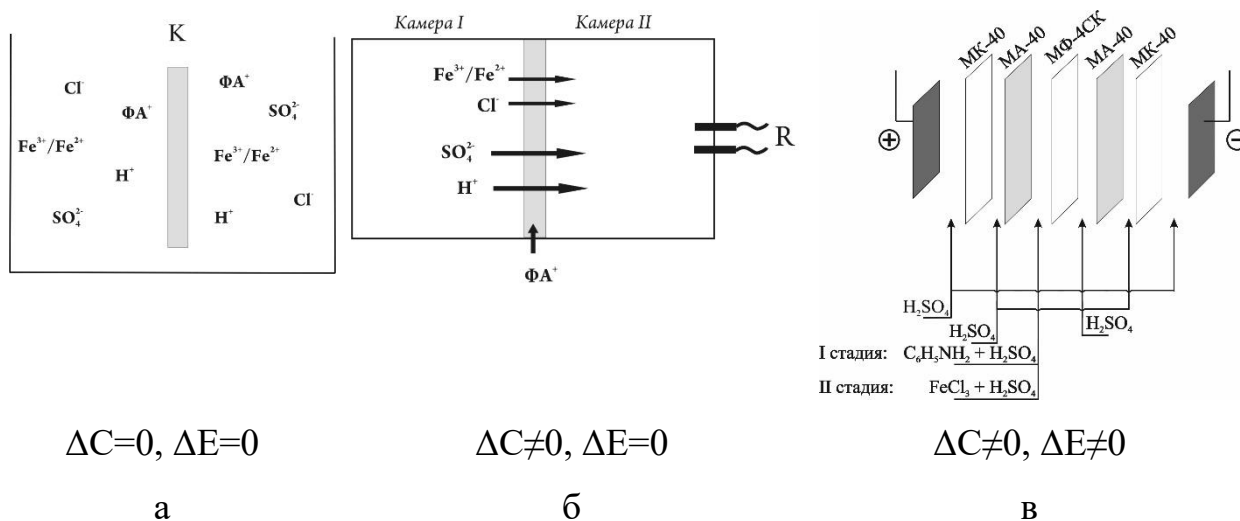 K
Cl⁻
ФА⁺
Fe³⁺/Fe²⁺
H⁺
SO₄²⁻
ФА⁺
SO₄²⁻
Fe³⁺/Fe²⁺
Cl⁻
H⁺
ΔC=0, ΔE=0
а
Камера I Камера II
Fe³⁺/Fe²⁺
Cl⁻
SO₄²⁻
H⁺
ФА⁺
R
ΔC≠0, ΔE=0
б
МК-40 МА-40 МФ-4СК МА-40 МК-40
+ −
H₂SO₄
H₂SO₄
H₂SO₄
I стадия: C₆H₅NH₂ + H₂SO₄
II стадия: FeCl₃ + H₂SO₄
ΔC≠0, ΔE≠0
в